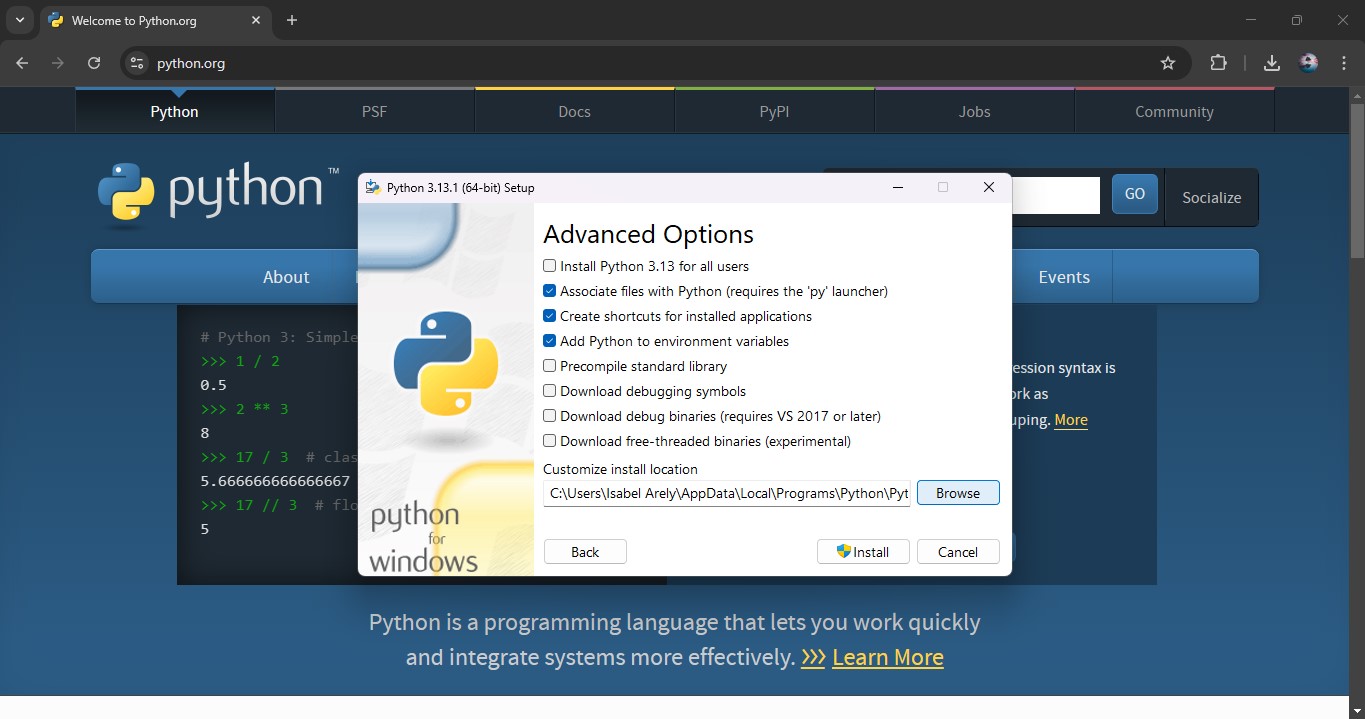 Welcome to Python.org
python.org
Python
PSF
Docs
PyPI
Jobs
Community
python™
GO
Socialize
About
Events
# Python 3: Simple
>>> 1 / 2
0.5
>>> 2 ** 3
8
>>> 17 / 3 # clas
5.666666666666667
>>> 17 // 3 # flo
5
ession syntax is
rk as
uping. More
Python 3.13.1 (64-bit) Setup
Advanced Options
Install Python 3.13 for all users
Associate files with Python (requires the 'py' launcher)
Create shortcuts for installed applications
Add Python to environment variables
Precompile standard library
Download debugging symbols
Download debug binaries (requires VS 2017 or later)
Download free-threaded binaries (experimental)
Customize install location
C:\Users\Isabel Arely\AppData\Local\Programs\Python\Pyt
Browse
python
for
windows
Back
Install
Cancel
Python is a programming language that lets you work quickly
and integrate systems more effectively. >>> Learn More